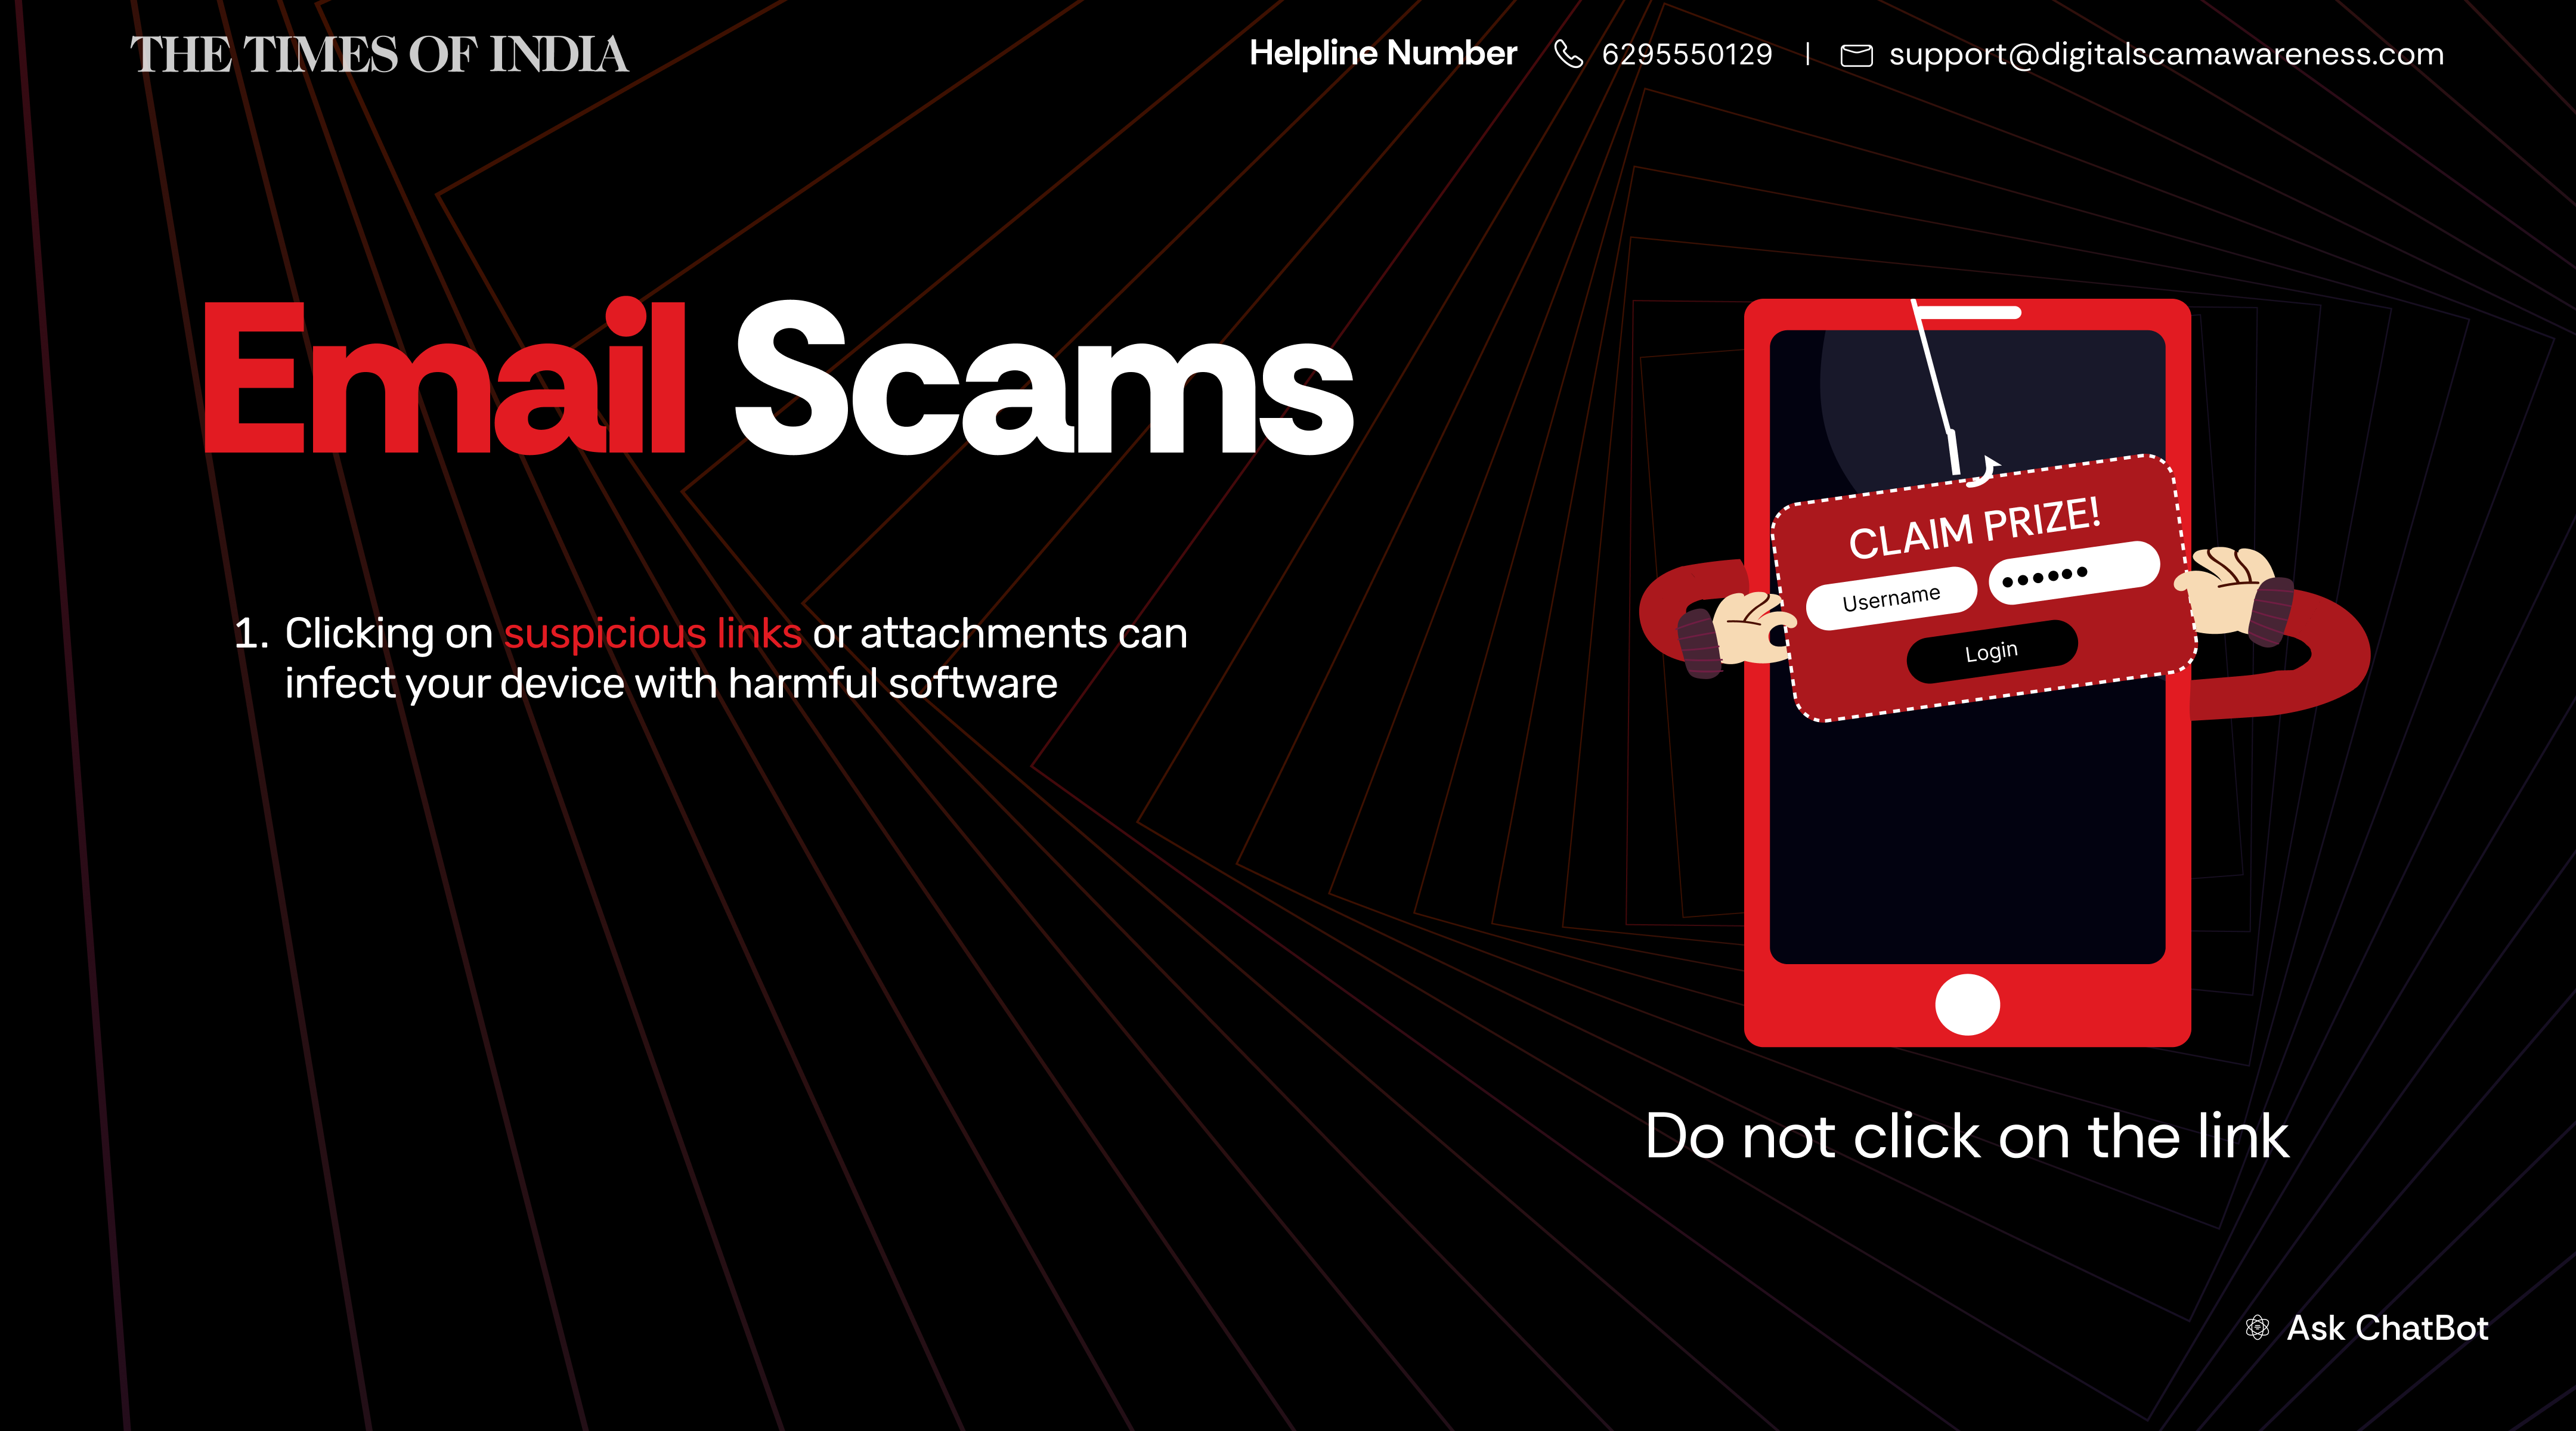 THE TIMES OF INDIA
Helpline Number 6295550129 | support@digitalscamawareness.com
Email Scams
1. Clicking on suspicious links or attachments can
infect your device with harmful software
CLAIM PRIZE!
Username ••••••
Login
Do not click on the link
Ask ChatBot